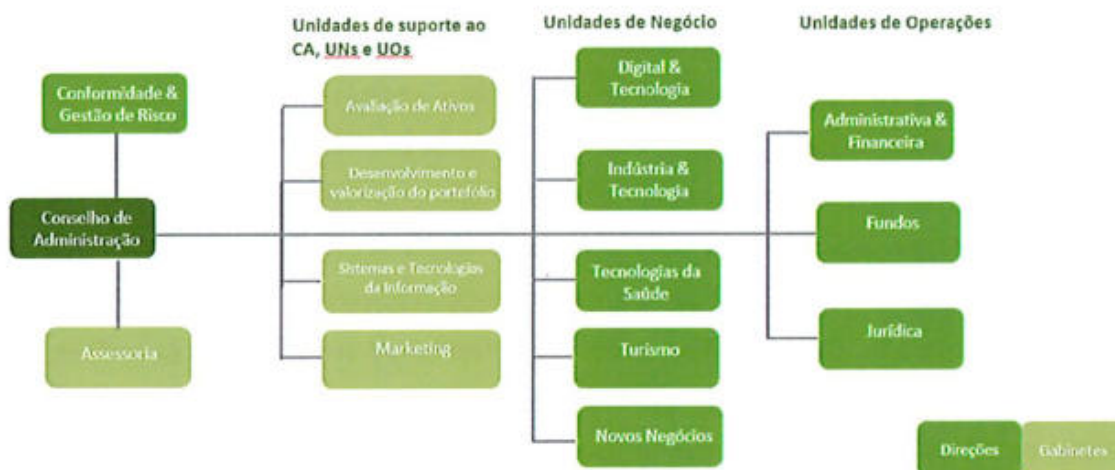 Unidades de suporte ao
CA, UNs e UOs
Unidades de Negócio
Unidades de Operações
Conformidade &
Gestão de Risco
Conselho de
Administração
Assessoria
Avaliação de Ativos
Desenvolvimento e
valorização do portefólio
Sistemas e Tecnologias
da Informação
Marketing
Digital &
Tecnologia
Indústria &
Tecnologia
Tecnologias da
Saúde
Turismo
Novos Negócios
Administrativa &
Financeira
Fundos
Jurídica
Direções
Gabinetes